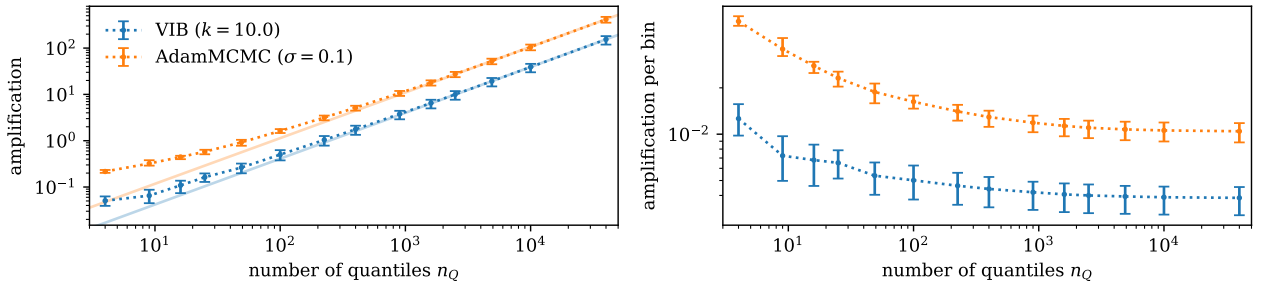 amplification
10²
10¹
10⁰
10⁻¹
VIB (k = 10.0)
AdamMCMC (σ = 0.1)
10¹ 10² 10³ 10⁴
number of quantiles n_Q
amplification per bin
10⁻²
10¹ 10² 10³ 10⁴
number of quantiles n_Q